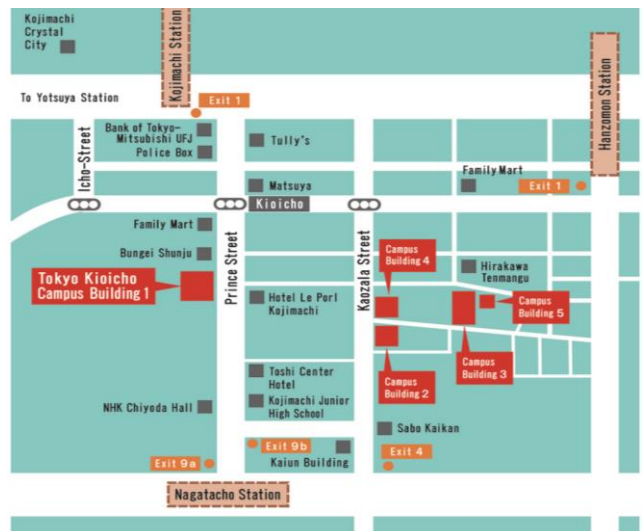 Kojimachi
Crystal
City
Kojimachi Station
Hanzomon Station
To Yotsuya Station
Exit 1
Icho-Street
Bank of Tokyo-
Mitsubishi UFJ
Police Box
Tully's
Matsuya
Family Mart
Exit 1
Kioicho
Family Mart
Bungei Shunju
Prince Street
Kaozala Street
Tokyo Kioicho
Campus Building 1
Campus
Building 4
Hirakawa
Tenmangu
Hotel Le Porl
Kojimachi
Campus
Building 5
Campus
Building 2
Campus
Building 3
Toshi Center
Hotel
Kojimachi Junior
High School
NHK Chiyoda Hall
Sabo Kaikan
Exit 9a
Exit 9b
Kaiun Building
Exit 4
Nagatacho Station